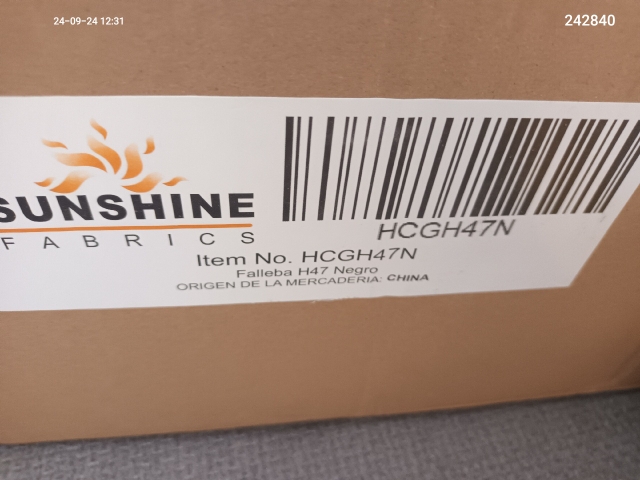 24-09-24 12:31
242840
SUNSHINE
FABRICS
HCGH47N
Item No. HCGH47N
Falleba H47 Negro
ORIGEN DE LA MERCADERIA: CHINA